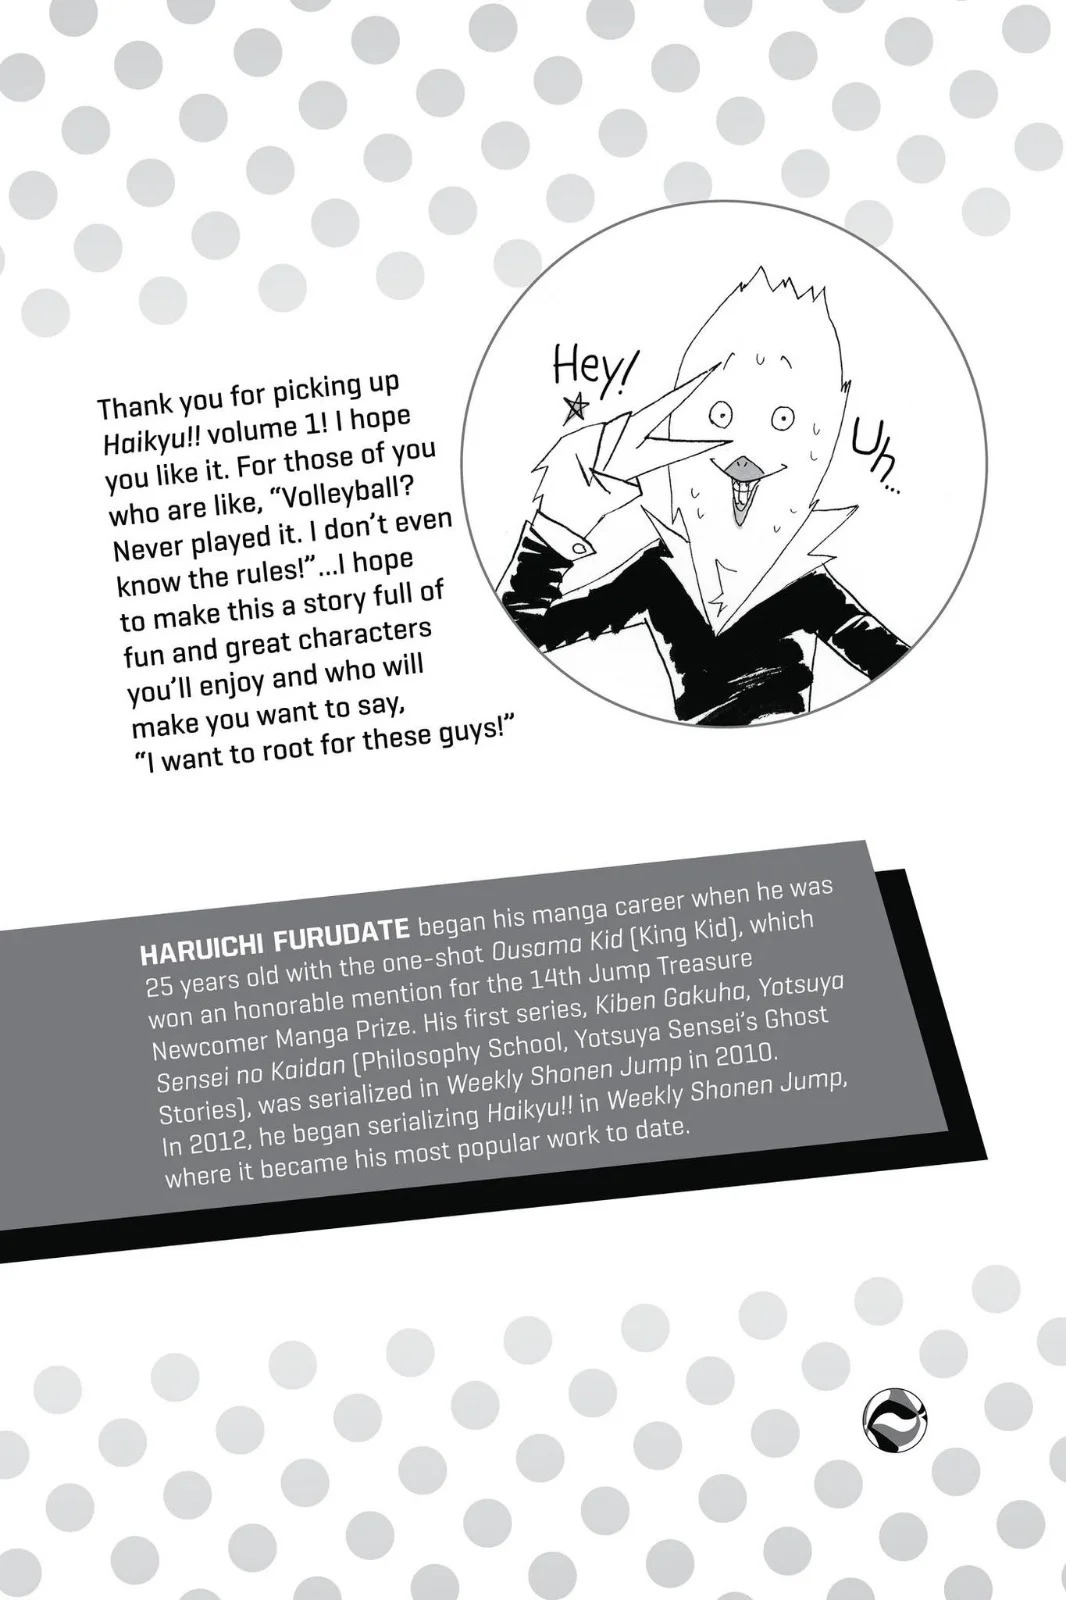 Hey!
Uh...
Thank you for picking up
Haikyu!! volume 1! I hope
you like it. For those of you
who are like, “Volleyball?
Never played it. I don’t even
know the rules!”...I hope
to make this a story full of
fun and great characters
you’ll enjoy and who will
make you want to say,
“I want to root for these guys!”
HARUICHI FURUDATE began his manga career when he was
25 years old with the one-shot Ousama Kid (King Kid), which
won an honorable mention for the 14th Jump Treasure
Newcomer Manga Prize. His first series, Kiben Gakuha, Yotsuya
Sensei no Kaidan (Philosophy School, Yotsuya Sensei’s Ghost
Stories), was serialized in Weekly Shonen Jump in 2010.
In 2012, he began serializing Haikyu!! in Weekly Shonen Jump,
where it became his most popular work to date.